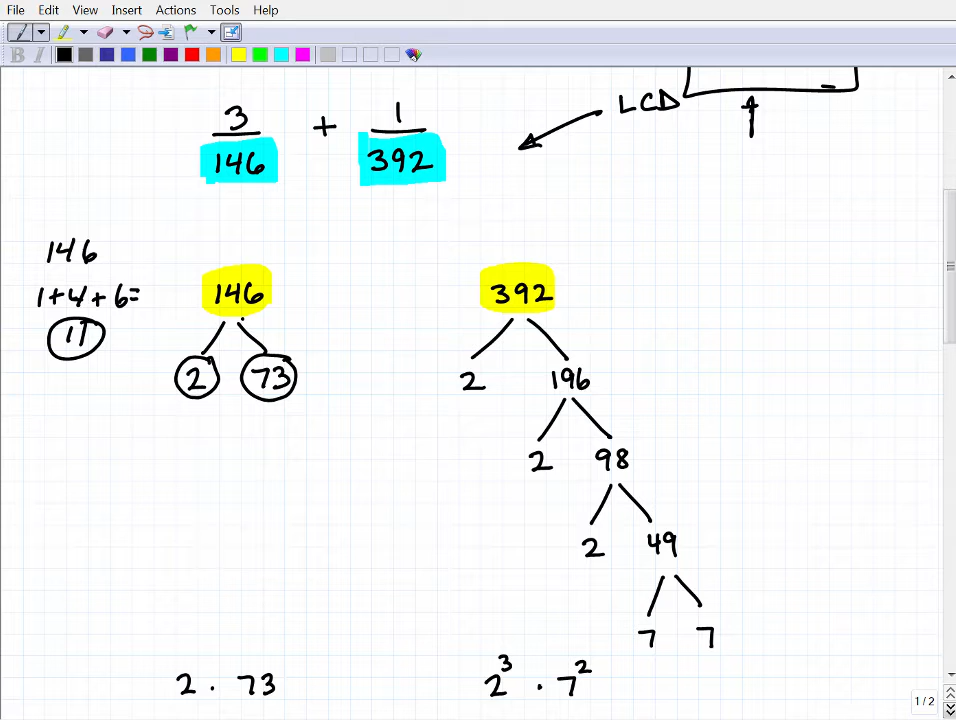 File Edit View Insert Actions Tools Help
B I
LCD
3 + 1
146 392
146
1+4+6=
11
146 392
2 73 2 196
2 98
2 49
7 7
2 · 73 2³ · 7²
1 / 2